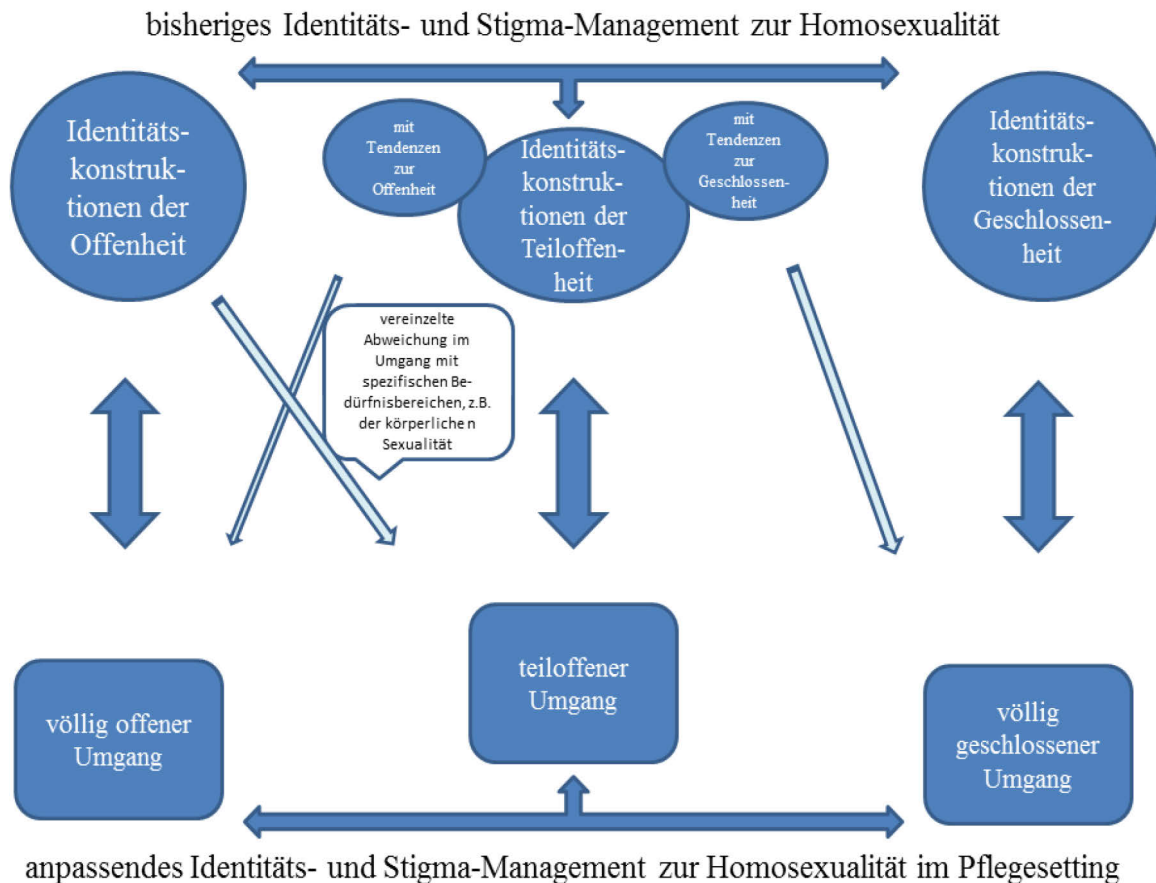 bisheriges Identitäts- und Stigma-Management zur Homosexualität
Identitäts-
konstruk-
tionen der
Offenheit
mit
Tendenzen
zur
Offenheit
Identitäts-
konstruk-
tionen der
Teiloffen-
heit
mit
Tendenzen
zur
Geschlossen-
heit
Identitäts-
konstruk-
tionen der
Geschlossen-
heit
vereinzelte
Abweichung im
Umgang mit
spezifischen Be-
dürfnisbereichen, z.B.
der körperlichen
Sexualität
völlig offener
Umgang
teiloffener
Umgang
völlig
geschlossener
Umgang
anpassendes Identitäts- und Stigma-Management zur Homosexualität im Pflegesetting